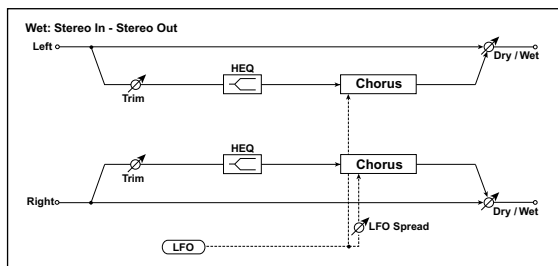 Wet: Stereo In - Stereo Out
Left
Dry / Wet
HEQ
Trim
Chorus
HEQ
Trim
Chorus
Right
Dry / Wet
LFO Spread
LFO